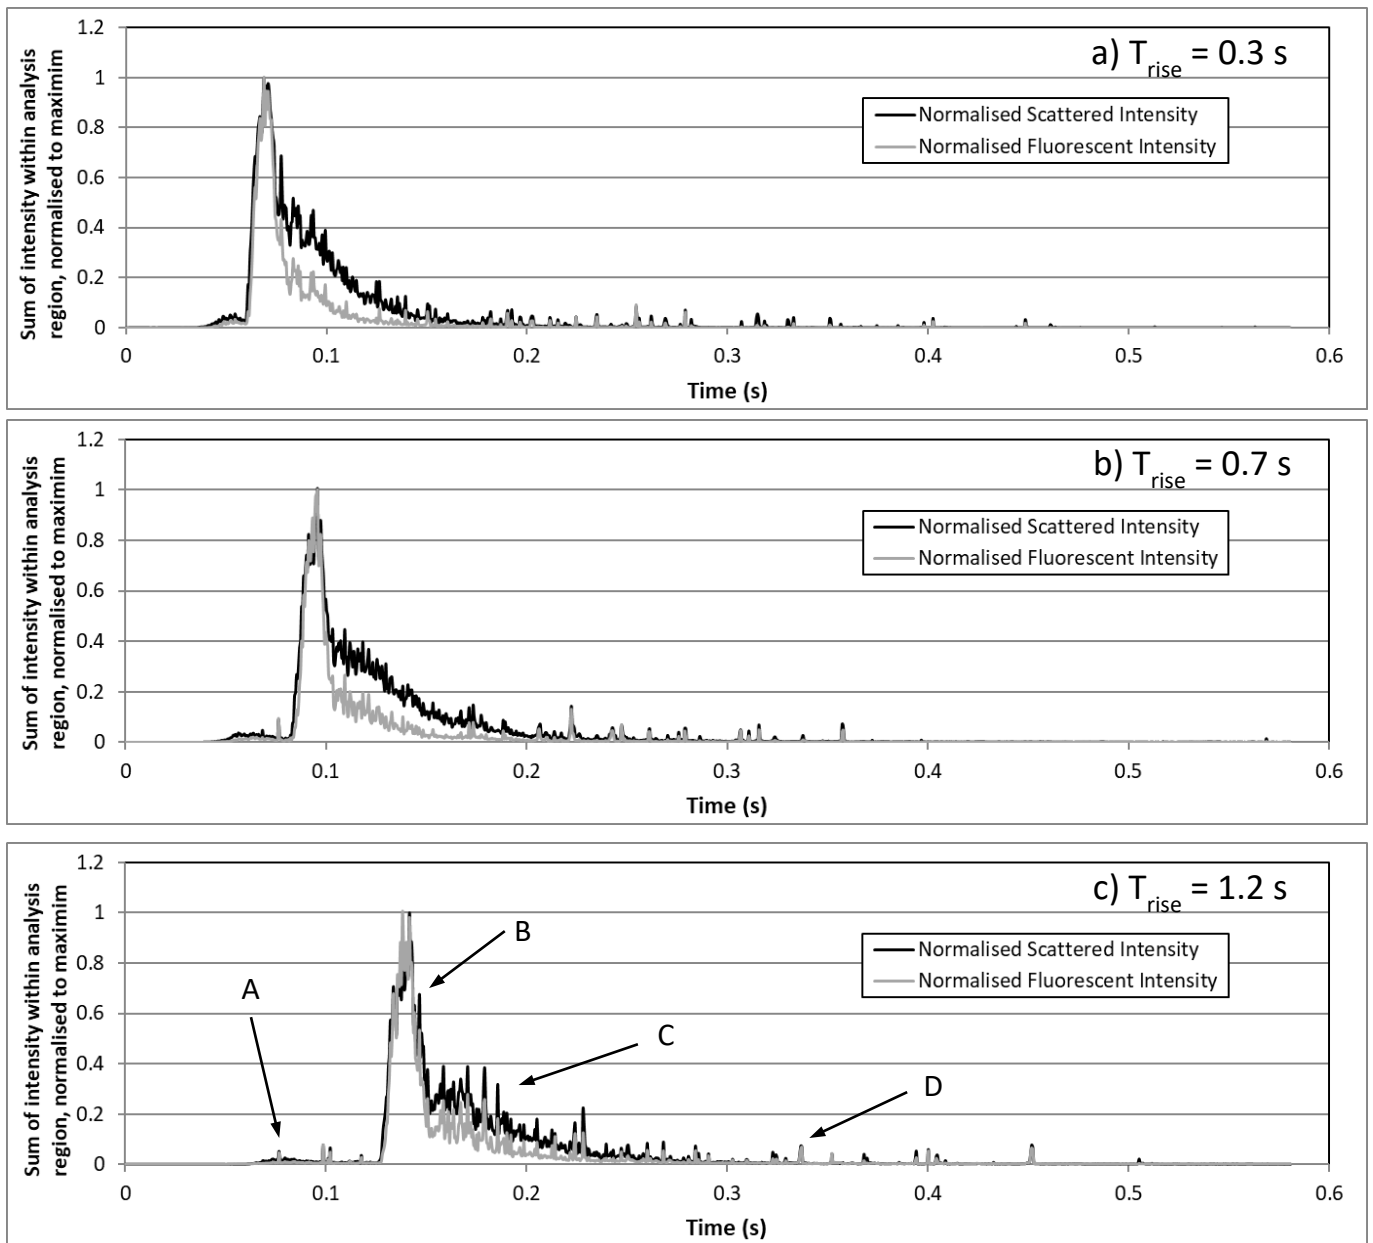 Sum of intensity within analysis
region, normalised to maximim
1.2
1
0.8
0.6
0.4
0.2
0
a) Trise = 0.3 s
Normalised Scattered Intensity
Normalised Fluorescent Intensity
0 0.1 0.2 0.3 0.4 0.5 0.6
Time (s)
Sum of intensity within analysis
region, normalised to maximim
1.2
1
0.8
0.6
0.4
0.2
0
b) Trise = 0.7 s
Normalised Scattered Intensity
Normalised Fluorescent Intensity
0 0.1 0.2 0.3 0.4 0.5 0.6
Time (s)
Sum of intensity within analysis
region, normalised to maximim
1.2
1
0.8
0.6
0.4
0.2
0
c) Trise = 1.2 s
Normalised Scattered Intensity
Normalised Fluorescent Intensity
A
B
C
D
0 0.1 0.2 0.3 0.4 0.5 0.6
Time (s)